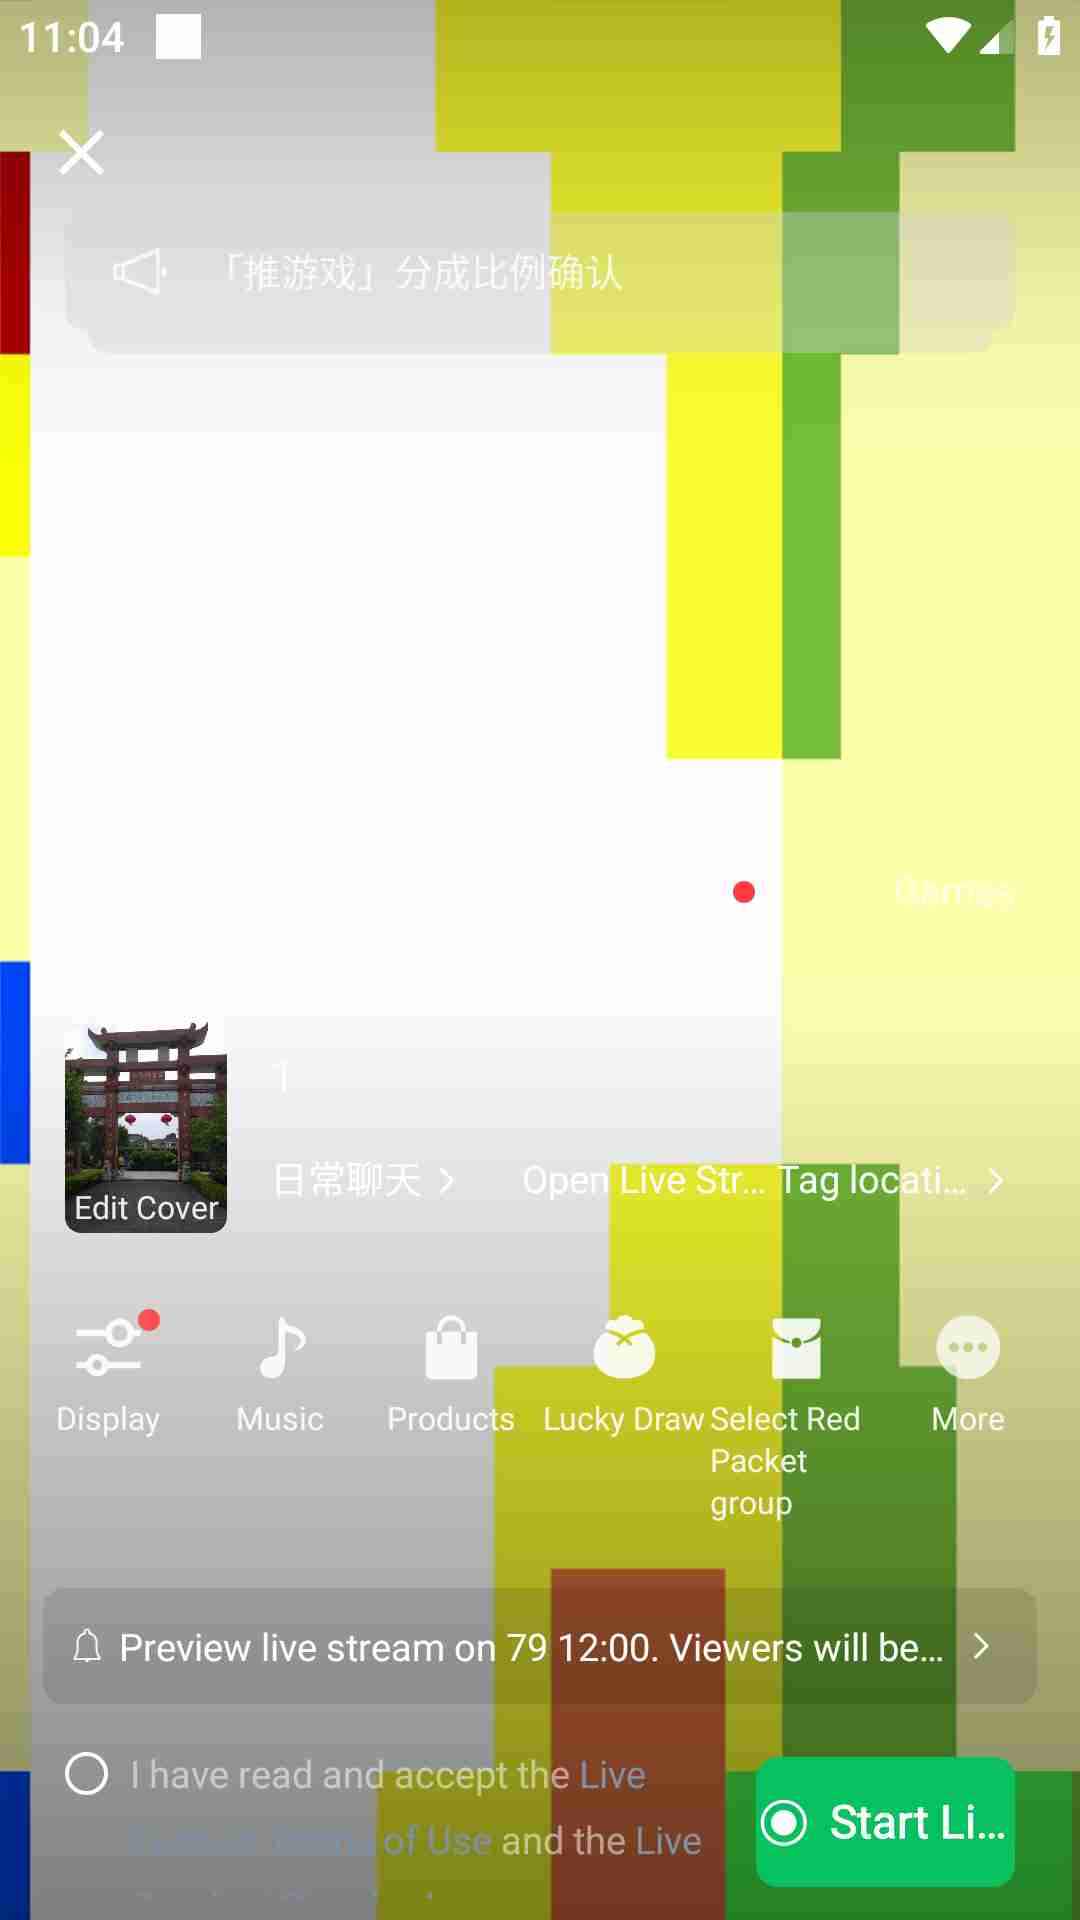 11:04
「推游戏」分成比例确认
Games
1
Edit Cover
日常聊天
Open Live Str... Tag locati...
Display
Music
Products
Lucky Draw
Select Red
Packet
group
More
Preview live stream on 79 12:00. Viewers will be...
I have read and accept the Live
of Use and the Live
Start Li...